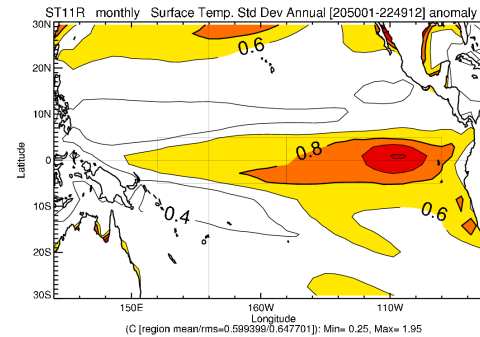 ST11R monthly Surface Temp. Std Dev Annual [205001-224912] anomaly
30N
0.6
20N
10N
0.8
Latitude
0
10S
0.4
0.6
20S
30S
150E 160W 110W
Longitude
(C [region mean/rms=0.599399/0.647701]): Min= 0.25, Max= 1.95